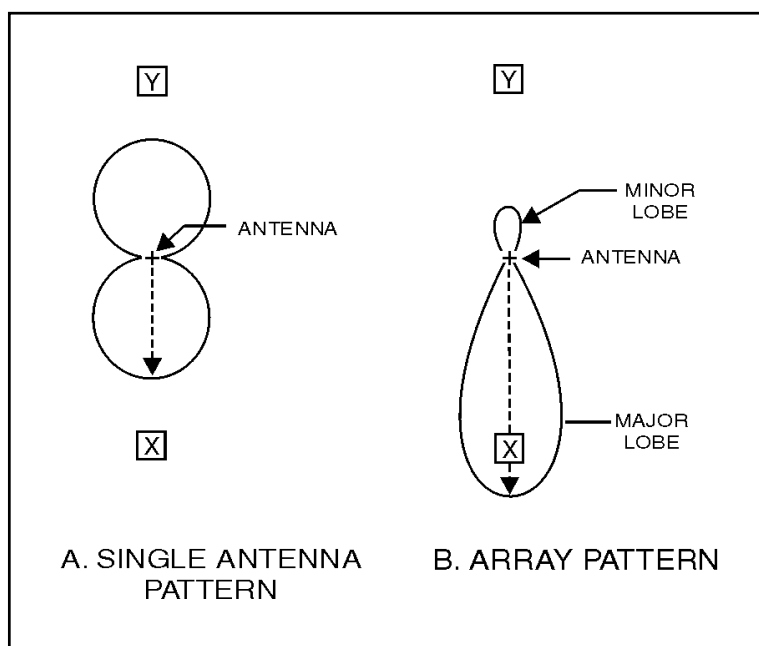 Y
ANTENNA
X
A. SINGLE ANTENNA
PATTERN
Y
MINOR
LOBE
ANTENNA
MAJOR
LOBE
X
B. ARRAY PATTERN